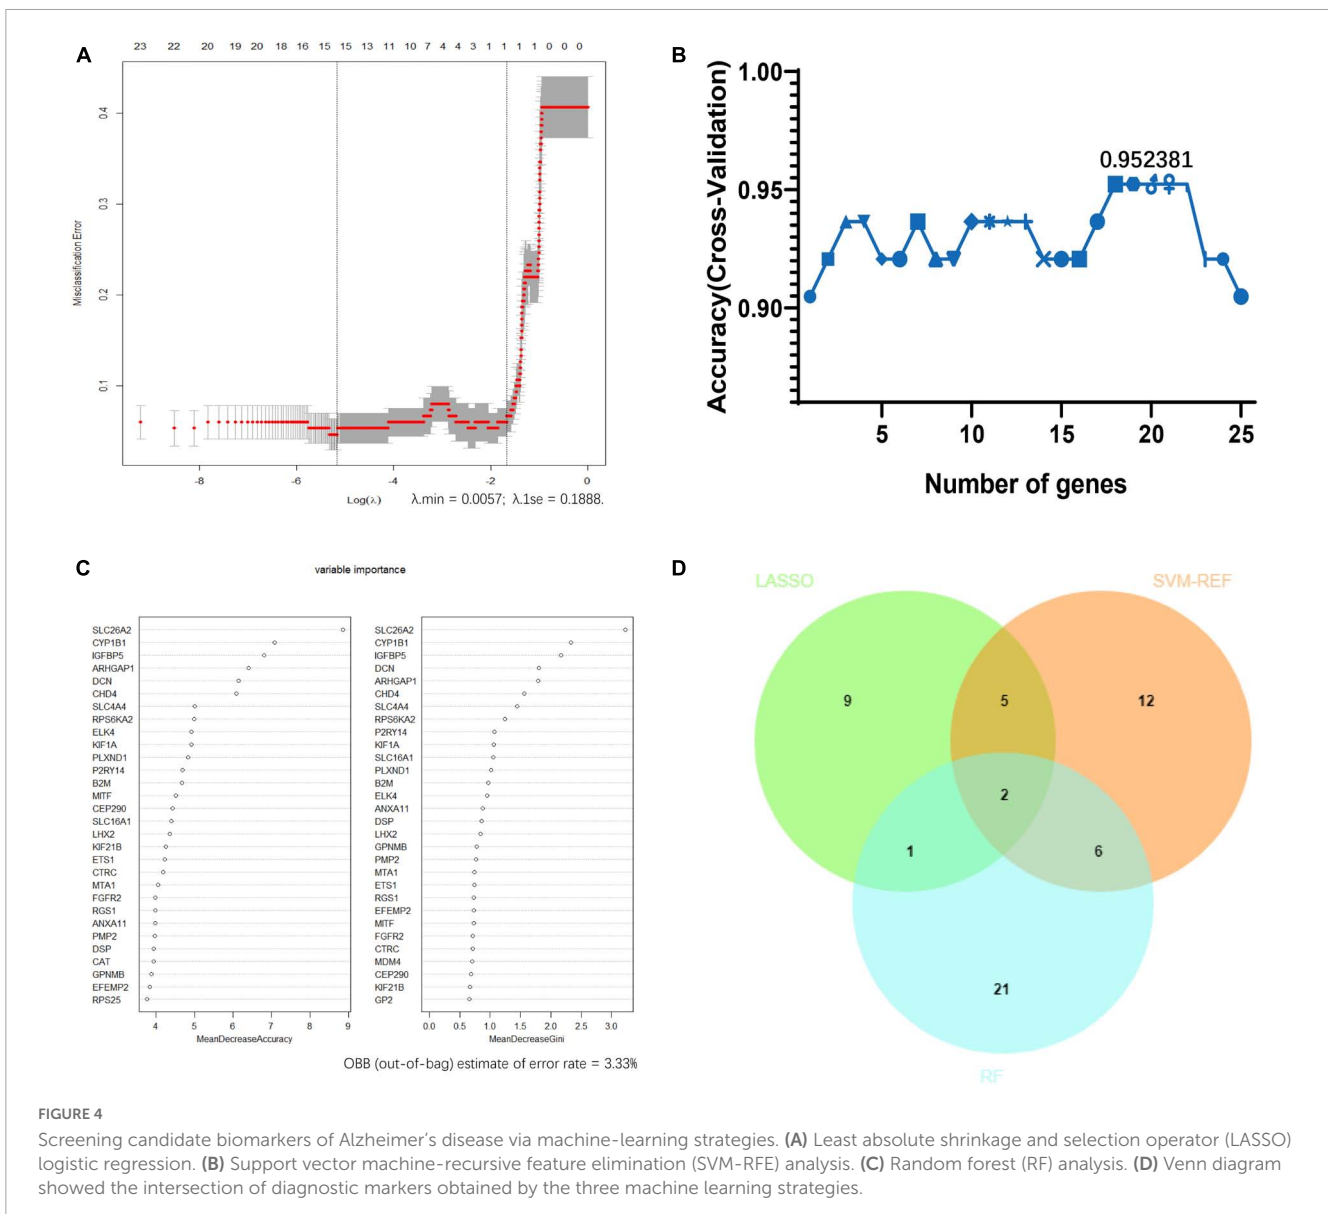 A
23 22 20 19 20 18 16 15 15 13 11 10 7 4 4 3 1 1 1 1 0 0 0
Misclassification Error
0.4
0.3
0.2
0.1
-8 -6 -4 -2 0
Log(λ)
λ.min = 0.0057; λ.1se = 0.1888.
B
Accuracy(Cross-Validation)
1.00
0.95
0.90
0.952381
5 10 15 20 25
Number of genes
C
variable importance
SLC26A2
CYP1B1
IGFBP5
ARHGAP1
DCN
CHD4
SLC4A4
RPS6KA2
ELK4
KIF1A
PLXND1
P2RY14
B2M
MITF
CEP290
SLC16A1
LHX2
KIF21B
ETS1
CTRC
MTA1
FGFR2
RGS1
ANXA11
PMP2
DSP
CAT
GPNMB
EFEMP2
RPS25
4 5 6 7 8 9
MeanDecreaseAccuracy
SLC26A2
CYP1B1
IGFBP5
DCN
ARHGAP1
CHD4
SLC4A4
RPS6KA2
P2RY14
KIF1A
SLC16A1
PLXND1
B2M
ELK4
ANXA11
DSP
LHX2
GPNMB
PMP2
MTA1
ETS1
RGS1
EFEMP2
MITF
FGFR2
CTRC
MDM4
CEP290
KIF21B
GP2
0.0 0.5 1.0 1.5 2.0 2.5 3.0
MeanDecreaseGini
OBB (out-of-bag) estimate of error rate = 3.33%
D
LASSO
SVM-REF
9
5
12
2
1
6
21
RF
FIGURE 4
Screening candidate biomarkers of Alzheimer's disease via machine-learning strategies. (A) Least absolute shrinkage and selection operator (LASSO)
logistic regression. (B) Support vector machine-recursive feature elimination (SVM-RFE) analysis. (C) Random forest (RF) analysis. (D) Venn diagram
showed the intersection of diagnostic markers obtained by the three machine learning strategies.